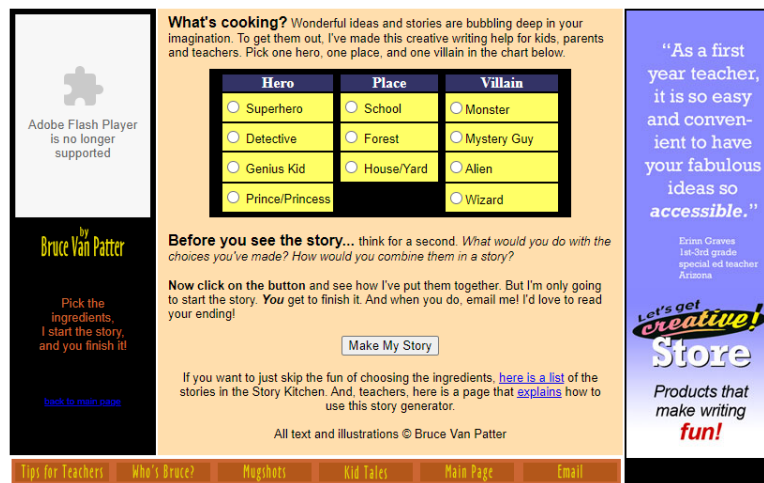 What's cooking? Wonderful ideas and stories are bubbling deep in your
imagination. To get them out, I've made this creative writing help for kids, parents
and teachers. Pick one hero, one place, and one villain in the chart below.
Hero Place Villain
Superhero School Monster
Detective Forest Mystery Guy
Genius Kid House/Yard Alien
Prince/Princess Wizard
Before you see the story... think for a second. What would you do with the
choices you've made? How would you combine them in a story?
Now click on the button and see how I've put them together. But I'm only going
to start the story. You get to finish it. And when you do, email me! I'd love to read
your ending!
Make My Story
If you want to just skip the fun of choosing the ingredients, here is a list of the
stories in the Story Kitchen. And, teachers, here is a page that explains how to
use this story generator.
All text and illustrations © Bruce Van Patter
Adobe Flash Player
is no longer
supported
by
Bruce Van Patter
Pick the
ingredients,
I start the story,
and you finish it!
back to main page
“As a first
year teacher,
it is so easy
and conven-
ient to have
your fabulous
ideas so
accessible.”
Erinn Graves
1st-3rd grade
special ed teacher
Arizona
Let's get
creative!
Store
Products that
make writing
fun!
Tips for Teachers Who's Bruce? Mugshots Kid Tales Main Page Email